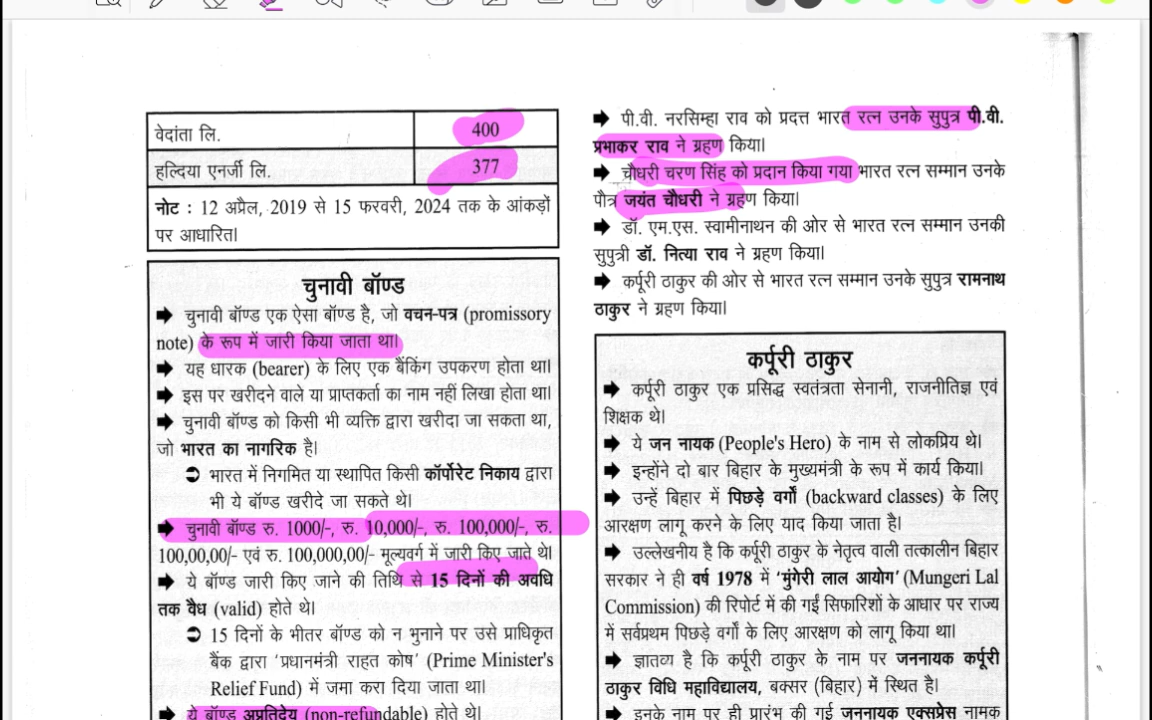 वेदांता लि. 400
हल्दिया एनर्जी लि. 377
नोट : 12 अप्रैल, 2019 से 15 फरवरी, 2024 तक के आंकड़ों
पर आधारित।
चुनावी बॉण्ड
➡ चुनावी बॉण्ड एक ऐसा बॉण्ड है, जो वचन-पत्र (promissory
note) के रूप में जारी किया जाता था।
➡ यह धारक (bearer) के लिए एक बैंकिंग उपकरण होता था।
➡ इस पर खरीदने वाले या प्राप्तकर्ता का नाम नहीं लिखा होता था।
➡ चुनावी बॉण्ड को किसी भी व्यक्ति द्वारा खरीदा जा सकता था,
जो भारत का नागरिक है।
➲ भारत में निगमित या स्थापित किसी कॉर्पोरेट निकाय द्वारा
भी ये बॉण्ड खरीदे जा सकते थे।
➡ चुनावी बॉण्ड रु. 1000/-, रु. 10,000/-, रु. 100,000/-, रु.
100,00,00/- एवं रु. 100,000,00/- मूल्यवर्ग में जारी किए जाते थे।
➡ ये बॉण्ड जारी किए जाने की तिथि से 15 दिनों की अवधि
तक वैध (valid) होते थे।
➲ 15 दिनों के भीतर बॉण्ड को न भुनाने पर उसे प्राधिकृत
बैंक द्वारा ‘प्रधानमंत्री राहत कोष’ (Prime Minister's
Relief Fund) में जमा करा दिया जाता था।
➡ ये बॉण्ड अप्रतिदेय (non-refundable) होते थे।
➡ पी.वी. नरसिम्हा राव को प्रदत्त भारत रत्न उनके सुपुत्र पी.वी.
प्रभाकर राव ने ग्रहण किया।
➡ चौधरी चरण सिंह को प्रदान किया गया भारत रत्न सम्मान उनके
पौत्र जयंत चौधरी ने ग्रहण किया।
➡ डॉ. एम.एस. स्वामीनाथन की ओर से भारत रत्न सम्मान उनकी
सुपुत्री डॉ. नित्या राव ने ग्रहण किया।
➡ कर्पूरी ठाकुर की ओर से भारत रत्न सम्मान उनके सुपुत्र रामनाथ
ठाकुर ने ग्रहण किया।
कर्पूरी ठाकुर
➡ कर्पूरी ठाकुर एक प्रसिद्ध स्वतंत्रता सेनानी, राजनीतिज्ञ एवं
शिक्षक थे।
➡ ये जन नायक (People's Hero) के नाम से लोकप्रिय थे।
➡ इन्होंने दो बार बिहार के मुख्यमंत्री के रूप में कार्य किया।
➡ उन्हें बिहार में पिछड़े वर्गों (backward classes) के लिए
आरक्षण लागू करने के लिए याद किया जाता है।
➡ उल्लेखनीय है कि कर्पूरी ठाकुर के नेतृत्व वाली तत्कालीन बिहार
सरकार ने ही वर्ष 1978 में ‘मुंगेरी लाल आयोग’ (Mungeri Lal
Commission) की रिपोर्ट में की गईं सिफारिशों के आधार पर राज्य
में सर्वप्रथम पिछड़े वर्गों के लिए आरक्षण को लागू किया था।
➡ ज्ञातव्य है कि कर्पूरी ठाकुर के नाम पर जननायक कर्पूरी
ठाकुर विधि महाविद्यालय, बक्सर (बिहार) में स्थित है।
➡ इनके नाम पर ही प्रारंभ की गई जननायक एक्सप्रेस नामक